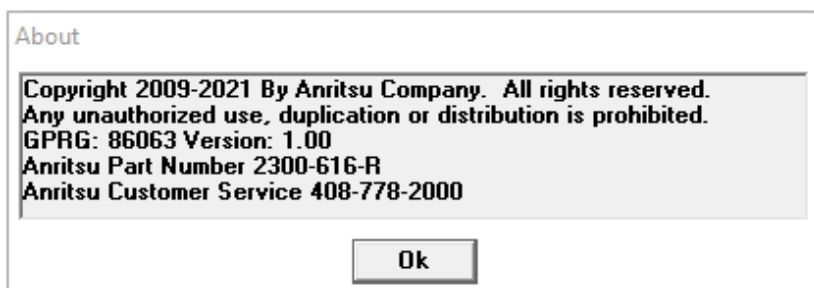 About
Copyright 2009-2021 By Anritsu Company.  All rights reserved.
Any unauthorized use, duplication or distribution is prohibited.
GPRG: 86063 Version: 1.00
Anritsu Part Number 2300-616-R
Anritsu Customer Service 408-778-2000
Ok